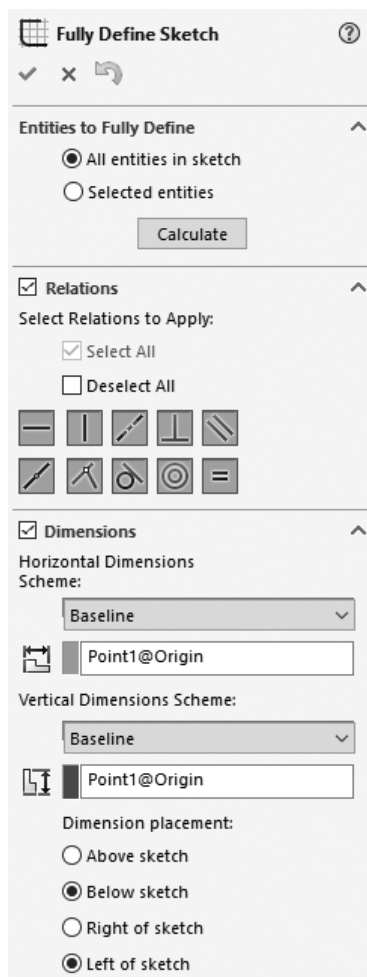 Fully Define Sketch
Entities to Fully Define
All entities in sketch
Selected entities
Calculate
Relations
Select Relations to Apply:
Select All
Deselect All
Dimensions
Horizontal Dimensions
Scheme:
Baseline
Point1@Origin
Vertical Dimensions Scheme:
Baseline
Point1@Origin
Dimension placement:
Above sketch
Below sketch
Right of sketch
Left of sketch